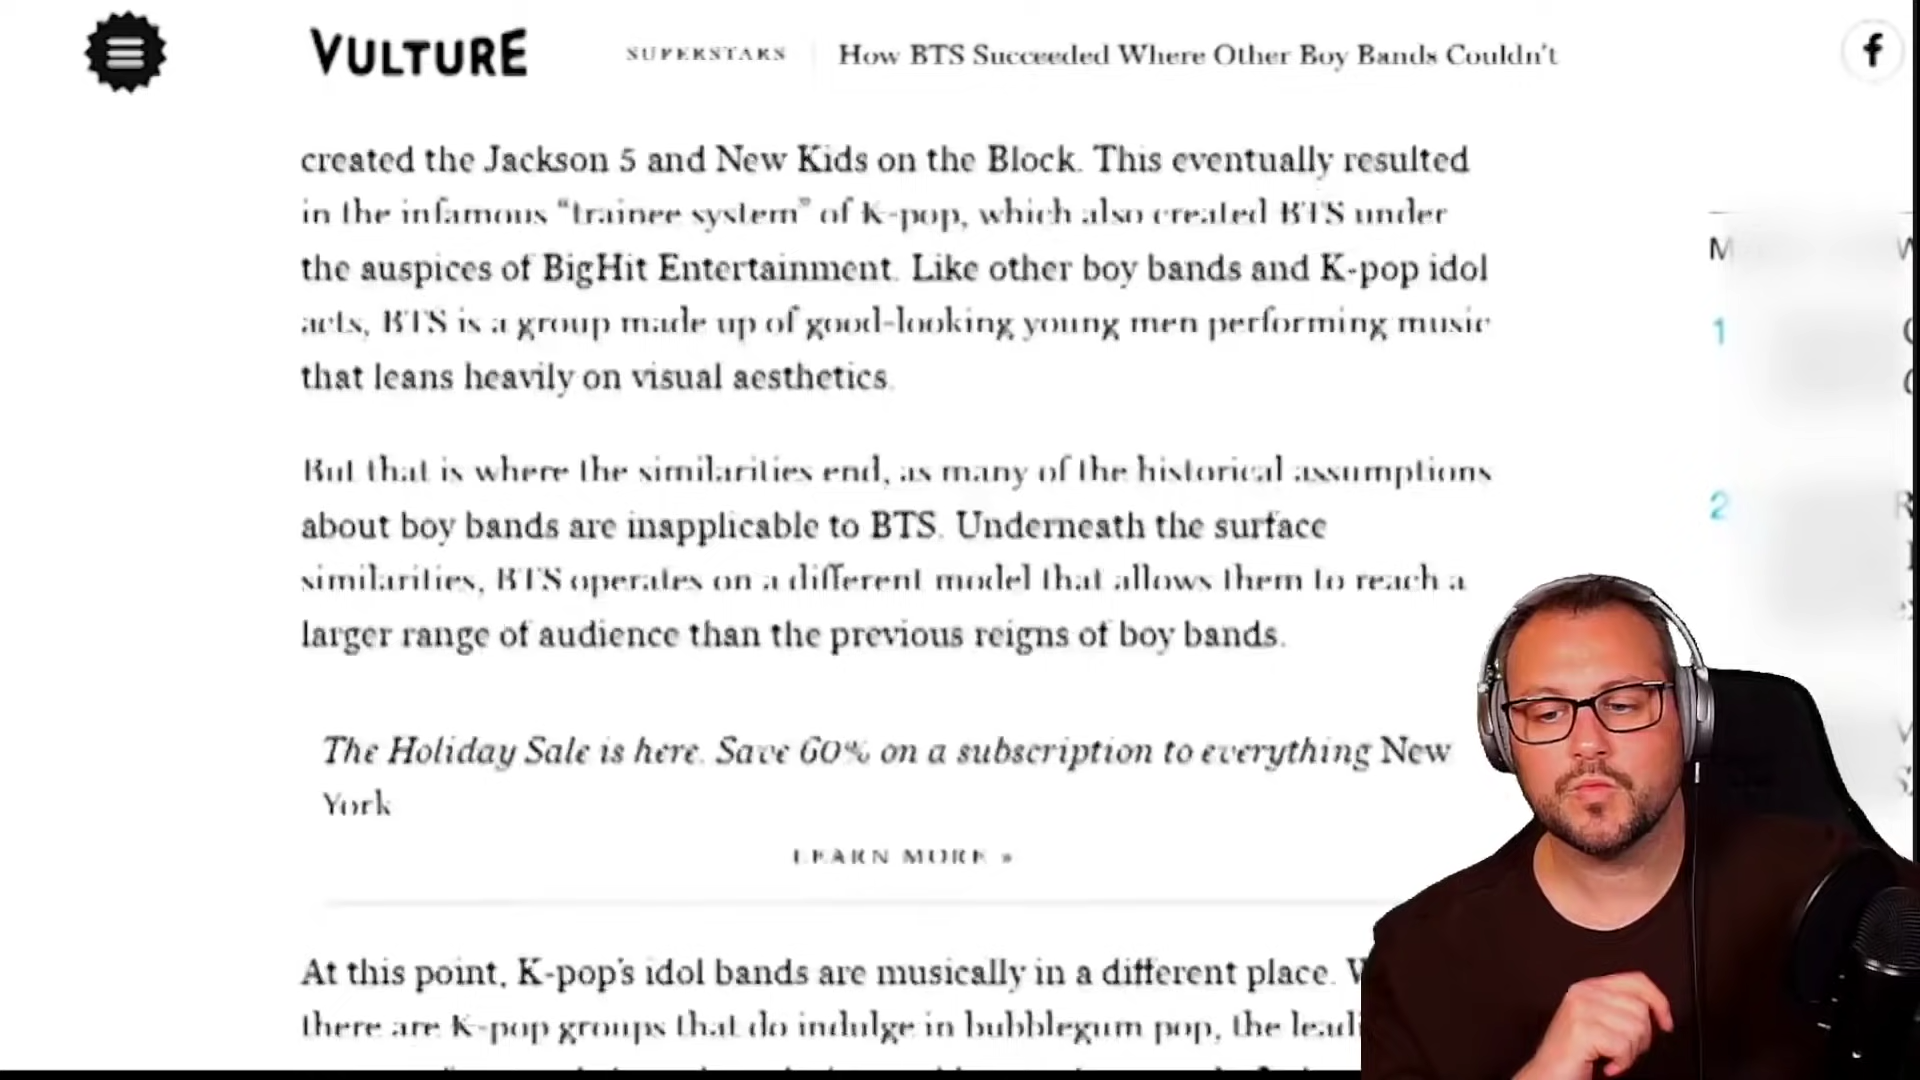 VULTURE
SUPERSTARS
How BTS Succeeded Where Other Boy Bands Couldn't
created the Jackson 5 and New Kids on the Block. This eventually resulted
in the infamous “trainee system” of K-pop, which also created BTS under
the auspices of BigHit Entertainment. Like other boy bands and K-pop idol
acts, BTS is a group made up of good-looking young men performing music
that leans heavily on visual aesthetics.
But that is where the similarities end, as many of the historical assumptions
about boy bands are inapplicable to BTS. Underneath the surface
similarities, BTS operates on a different model that allows them to reach a
larger range of audience than the previous reigns of boy bands.
The Holiday Sale is here. Save 60% on a subscription to everything New
York
LEARN MORE »
At this point, K-pop's idol bands are musically in a different place.
there are K-pop groups that do indulge in bubblegum pop, the
1
2